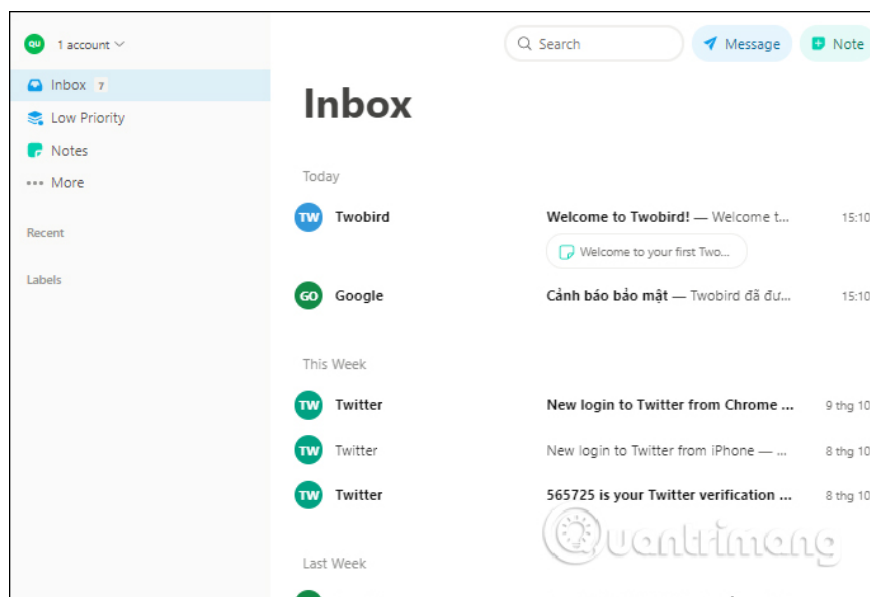 QU 1 account
Search
Message
Note
Inbox 7
Low Priority
Notes
More
Recent
Labels
Inbox
Today
TW Twobird Welcome to Twobird! — Welcome t... 15:10
Welcome to your first Two...
GO Google Cảnh báo bảo mật — Twobird đã đư... 15:10
This Week
TW Twitter New login to Twitter from Chrome ... 9 thg 10
TW Twitter New login to Twitter from iPhone — ... 8 thg 10
TW Twitter 565725 is your Twitter verification ... 8 thg 10
Quantrimang
Last Week